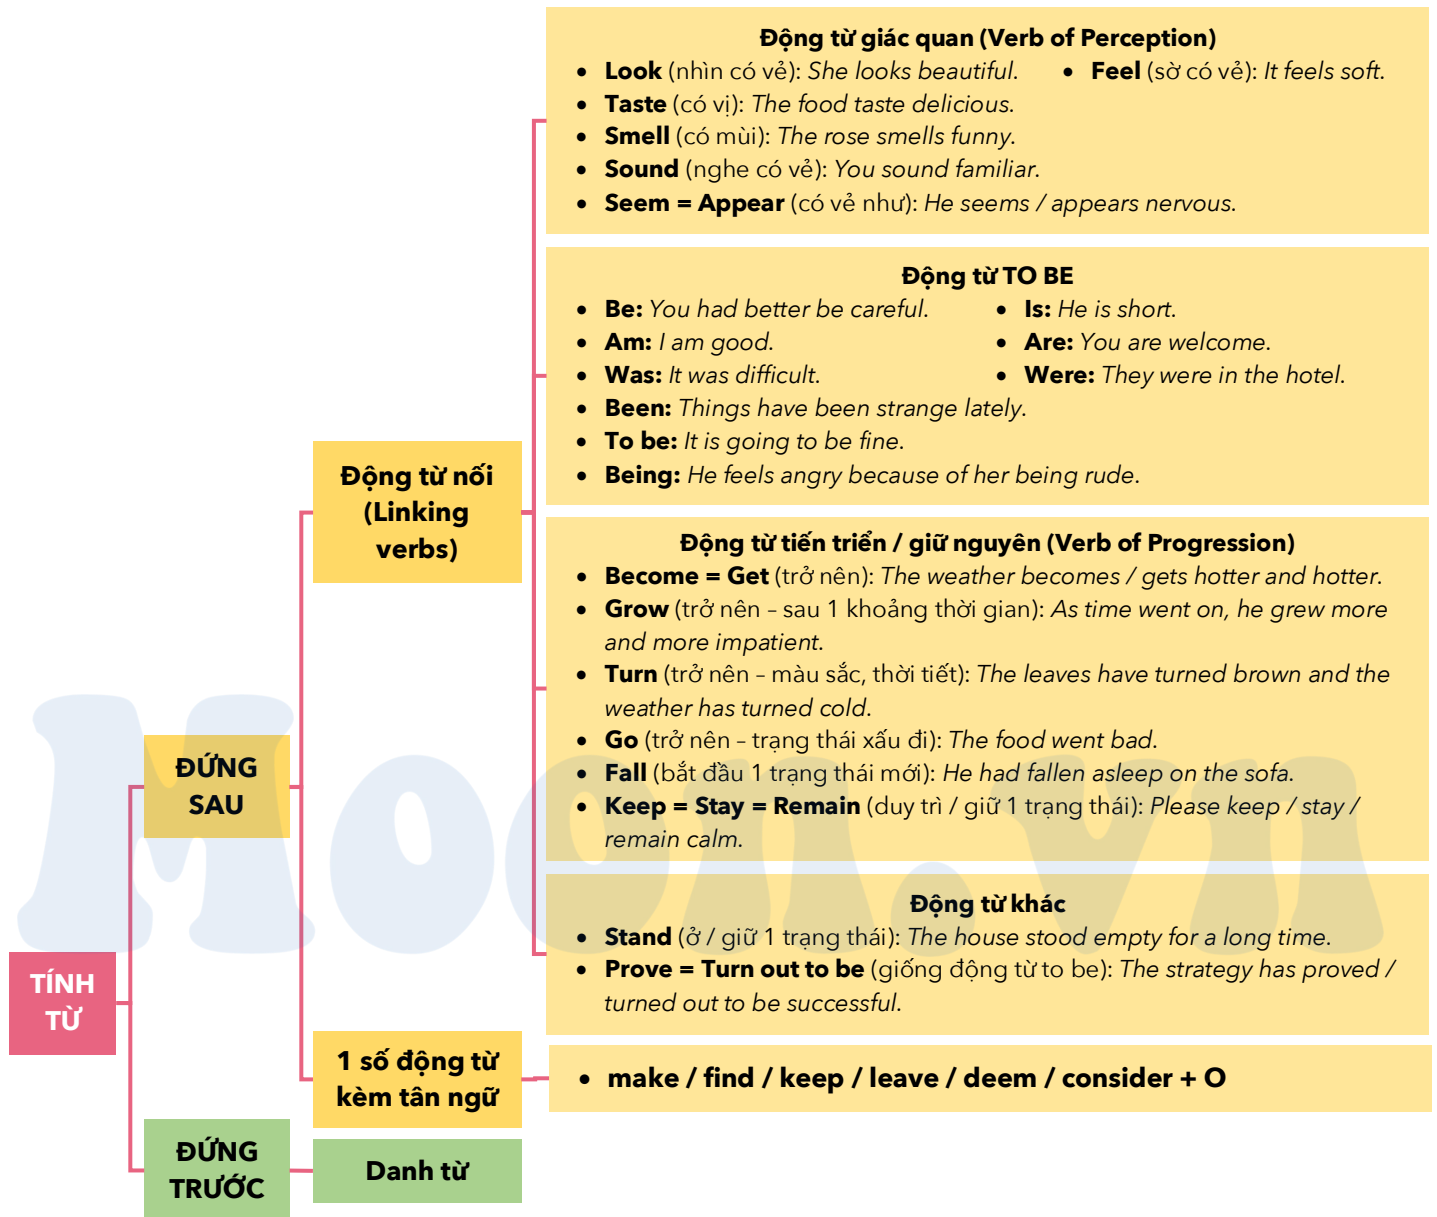 Động từ giác quan (Verb of Perception)
• Look (nhìn có vẻ): She looks beautiful. • Feel (sờ có vẻ): It feels soft.
• Taste (có vị): The food taste delicious.
• Smell (có mùi): The rose smells funny.
• Sound (nghe có vẻ): You sound familiar.
• Seem = Appear (có vẻ như): He seems / appears nervous.
Động từ TO BE
• Be: You had better be careful. • Is: He is short.
• Am: I am good. • Are: You are welcome.
• Was: It was difficult. • Were: They were in the hotel.
• Been: Things have been strange lately.
• To be: It is going to be fine.
• Being: He feels angry because of her being rude.
Động từ nối
(Linking
verbs)
Động từ tiến triển / giữ nguyên (Verb of Progression)
• Become = Get (trở nên): The weather becomes / gets hotter and hotter.
• Grow (trở nên – sau 1 khoảng thời gian): As time went on, he grew more
and more impatient.
• Turn (trở nên – màu sắc, thời tiết): The leaves have turned brown and the
weather has turned cold.
• Go (trở nên – trạng thái xấu đi): The food went bad.
• Fall (bắt đầu 1 trạng thái mới): He had fallen asleep on the sofa.
• Keep = Stay = Remain (duy trì / giữ 1 trạng thái): Please keep / stay /
remain calm.
ĐỨNG
SAU
Động từ khác
• Stand (ở / giữ 1 trạng thái): The house stood empty for a long time.
• Prove = Turn out to be (giống động từ to be): The strategy has proved /
turned out to be successful.
TÍNH
TỪ
1 số động từ
kèm tân ngữ
• make / find / keep / leave / deem / consider + O
ĐỨNG
TRƯỚC
Danh từ
Moon.vn